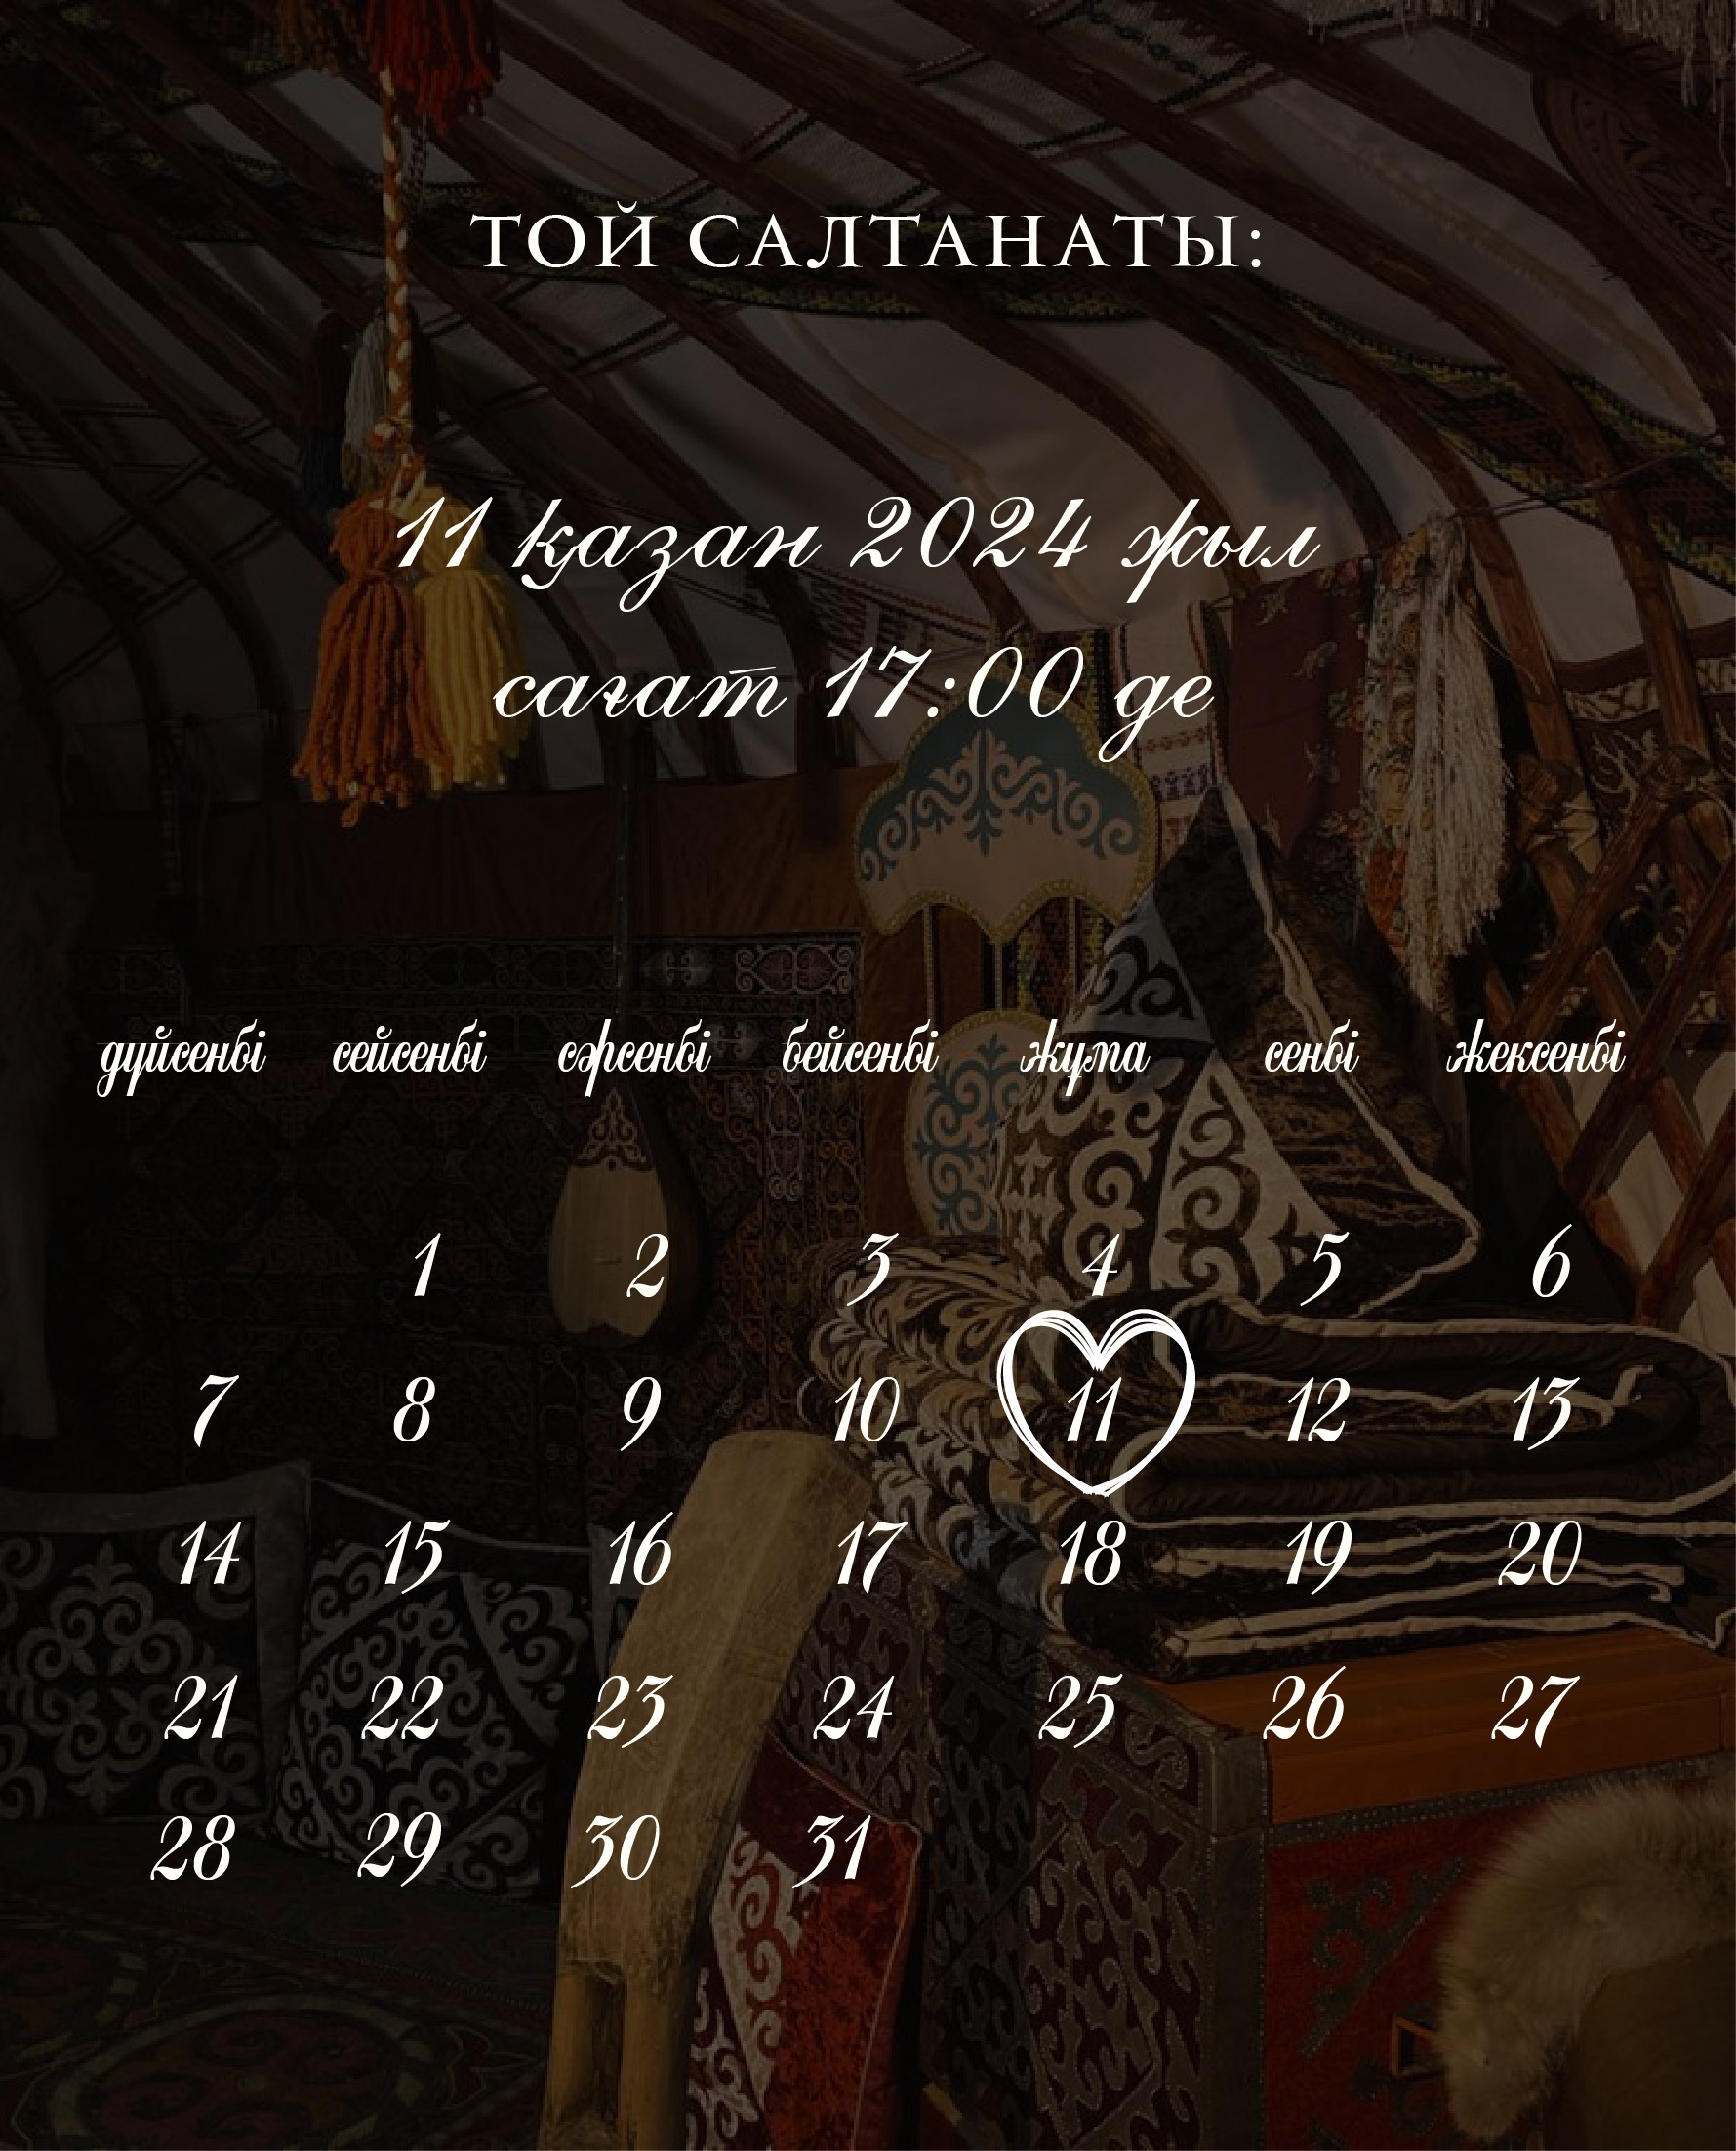 ТОЙ САЛТАНАТЫ:
11 қазан 2024 жыл
сағат 17:00 де
дүйсенбі сейсенбі сәрсенбі бейсенбі жұма сенбі жексенбі
1 2 3 4 5 6
7 8 9 10 11 12 13
14 15 16 17 18 19 20
21 22 23 24 25 26 27
28 29 30 31